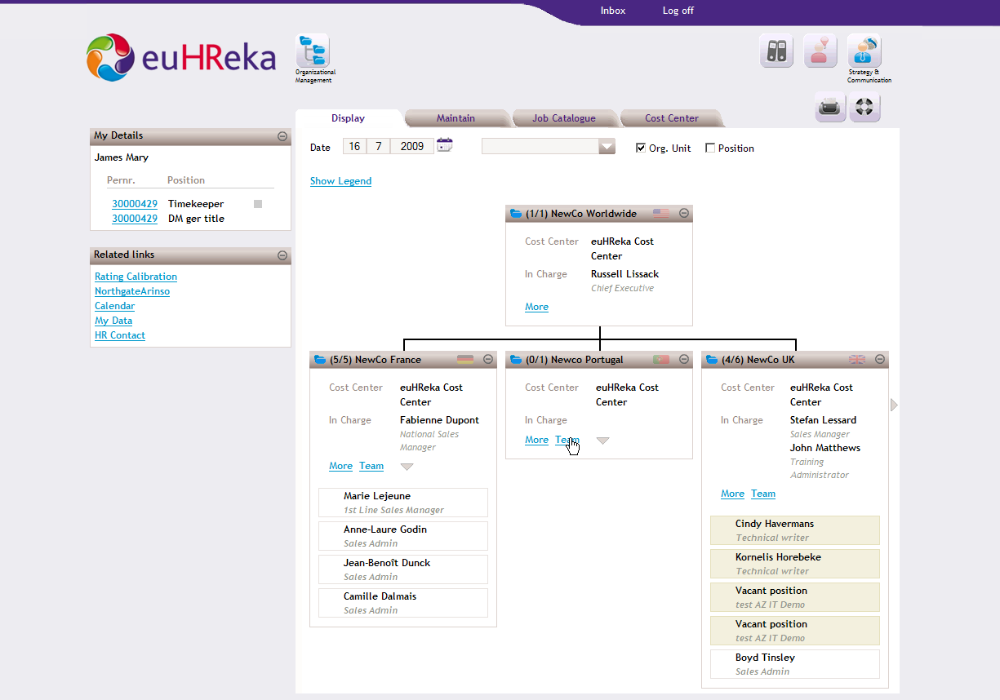 Inbox Log off
euHReka
Organizational
Management
Strategy &
Communication
Display Maintain Job Catalogue Cost Center
My Details
James Mary
Pernr. Position
30000429 Timekeeper
30000429 DM ger title
Related links
Rating Calibration
NorthgateArinso
Calendar
My Data
HR Contact
Date 16 7 2009 Org. Unit Position
Show Legend
(1/1) NewCo Worldwide
Cost Center euHReka Cost
Center
In Charge Russell Lissack
Chief Executive
More
(5/5) NewCo France
Cost Center euHReka Cost
Center
In Charge Fabienne Dupont
National Sales
Manager
More Team
Marie Lejeune
1st Line Sales Manager
Anne-Laure Godin
Sales Admin
Jean-Benoît Dunck
Sales Admin
Camille Dalmais
Sales Admin
(0/1) Newco Portugal
Cost Center euHReka Cost
Center
In Charge
More Team
(4/6) NewCo UK
Cost Center euHReka Cost
Center
In Charge Stefan Lessard
Sales Manager
John Matthews
Training
Administrator
More Team
Cindy Havermans
Technical writer
Kornelis Horebeke
Technical writer
Vacant position
test AZ IT Demo
Vacant position
test AZ IT Demo
Boyd Tinsley
Sales Admin